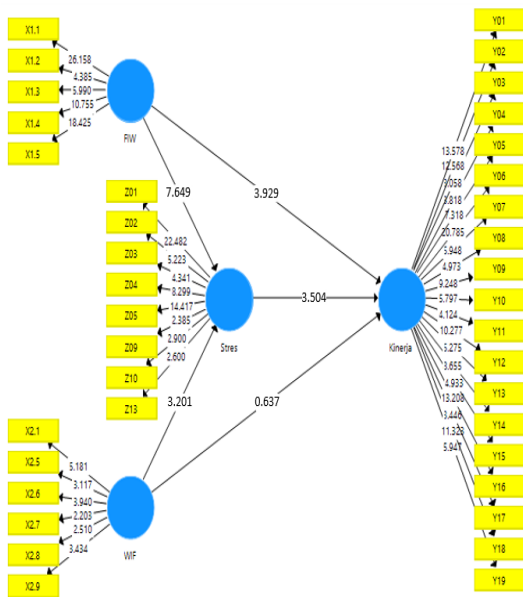 X1.1
X1.2
X1.3
X1.4
X1.5
26.158
4.385
5.990
10.755
18.425
FIW
7.649
3.929
Z01
Z02
Z03
Z04
Z05
Z09
Z10
Z13
22.482
5.223
4.341
8.299
14.417
2.385
2.900
2.600
Stres
3.504
3.201
0.637
X2.1
X2.5
X2.6
X2.7
X2.8
X2.9
5.181
3.117
3.940
2.203
2.510
3.434
WIF
Kinerja
13.578
12.568
7.318
20.785
5.948
4.973
9.248
5.797
4.124
10.277
5.275
3.655
4.933
13.208
3.446
11.323
5.947
Y01
Y02
Y03
Y04
Y05
Y06
Y07
Y08
Y09
Y10
Y11
Y12
Y13
Y14
Y15
Y16
Y17
Y18
Y19